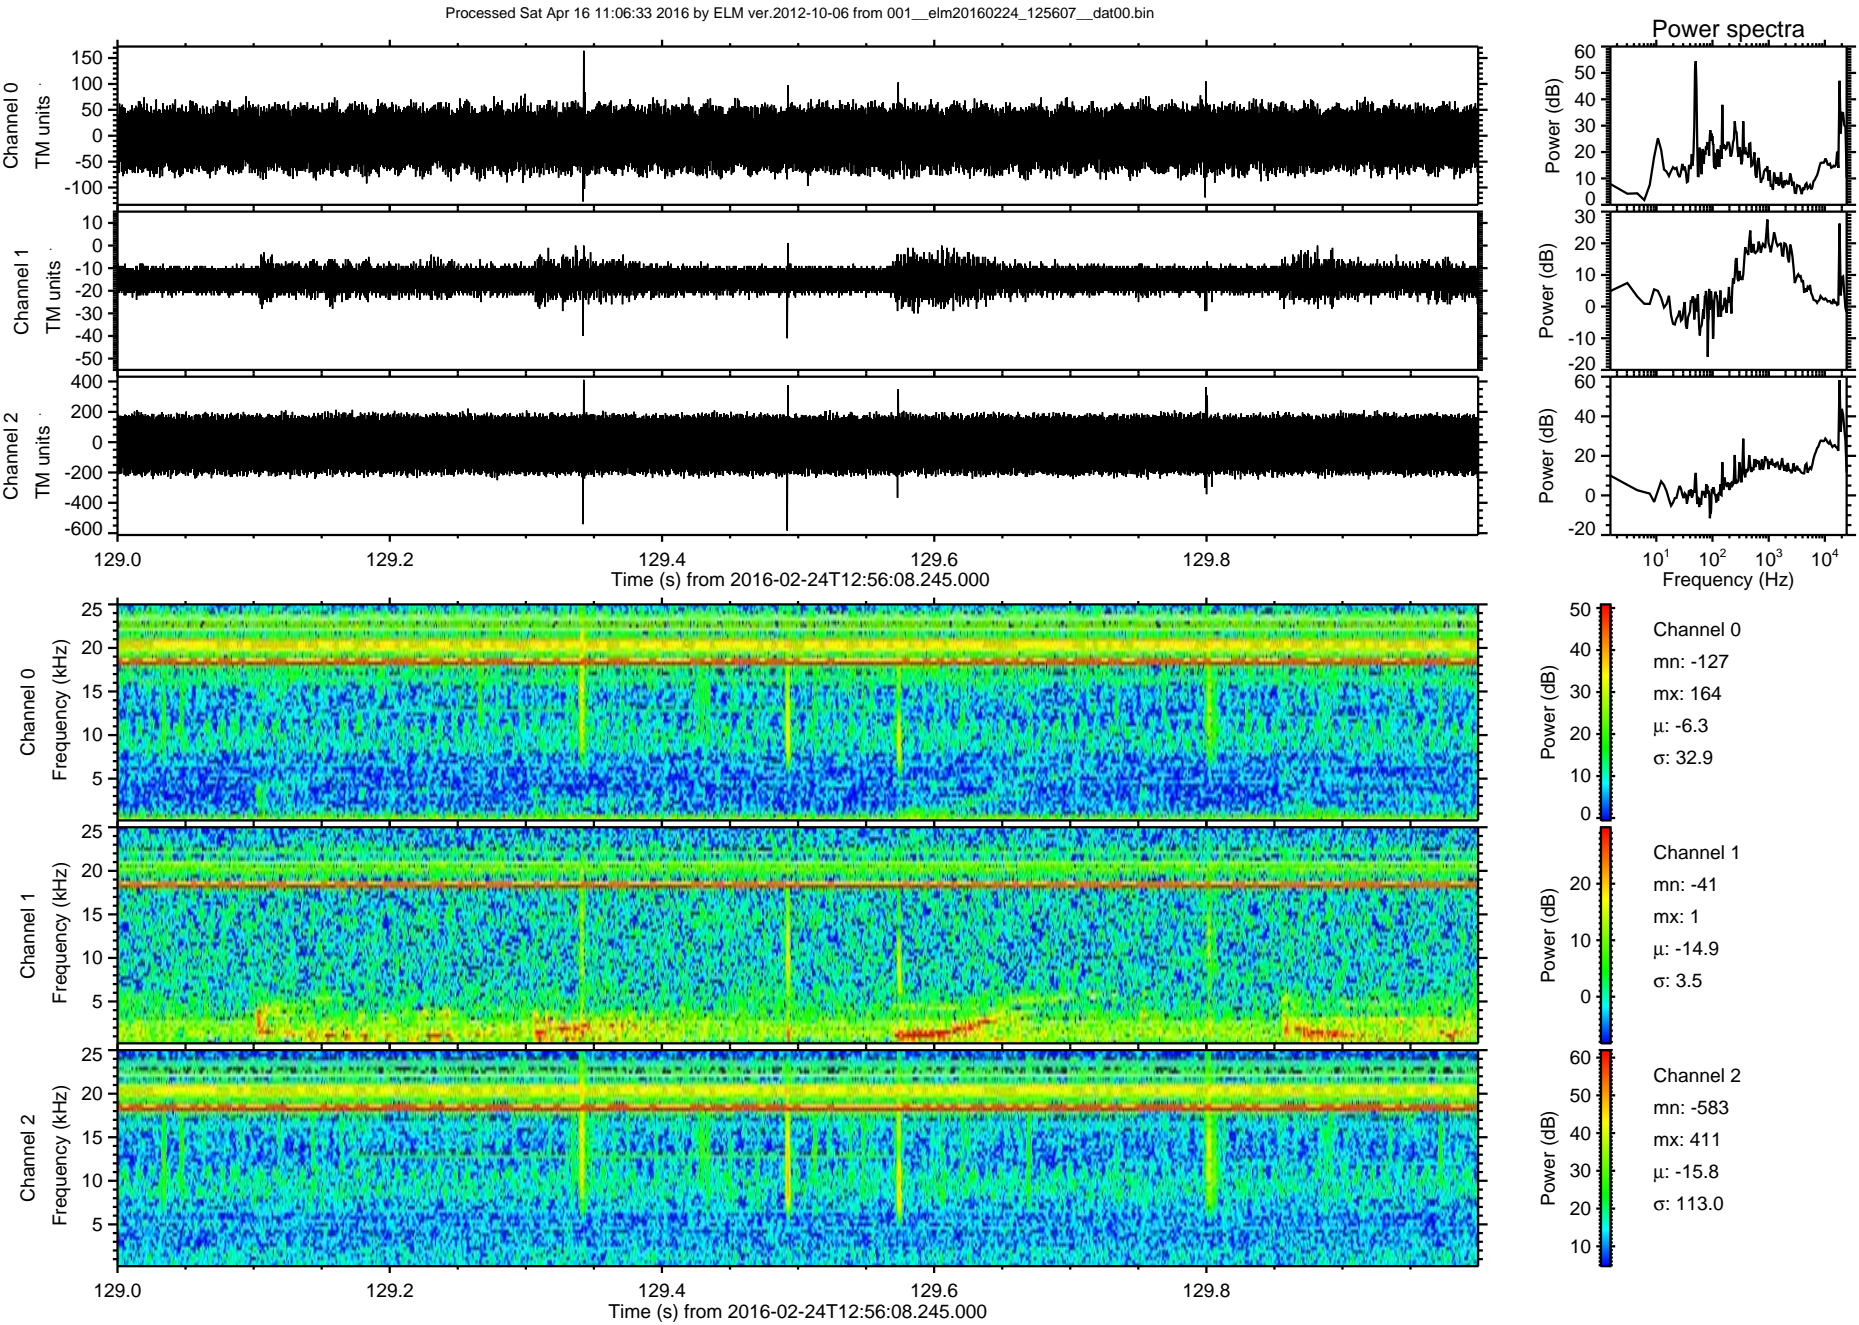 Processed Sat Apr 16 11:06:33 2016 by ELM ver.2012-10-06 from 001__elm20160224_125607__dat00.bin
Power spectra
Channel 0
TM units
150
100
50
0
-50
-100
Power (dB)
60
50
40
30
20
10
0
Channel 1
TM units
10
0
-10
-20
-30
-40
-50
Power (dB)
30
20
10
0
-10
-20
Channel 2
TM units
400
200
0
-200
-400
-600
Power (dB)
60
40
20
0
-20
129.0 129.2 129.4 129.6 129.8
Time (s) from 2016-02-24T12:56:08.245.000
10^1 10^2 10^3 10^4
Frequency (Hz)
Channel 0
Frequency (kHz)
25
20
15
10
5
Power (dB)
50
40
30
20
10
0
Channel 0
mn: -127
mx: 164
μ: -6.3
σ: 32.9
Channel 1
Frequency (kHz)
25
20
15
10
5
Power (dB)
20
10
0
Channel 1
mn: -41
mx: 1
μ: -14.9
σ: 3.5
Channel 2
Frequency (kHz)
25
20
15
10
5
Power (dB)
60
50
40
30
20
10
Channel 2
mn: -583
mx: 411
μ: -15.8
σ: 113.0
129.0 129.2 129.4 129.6 129.8
Time (s) from 2016-02-24T12:56:08.245.000